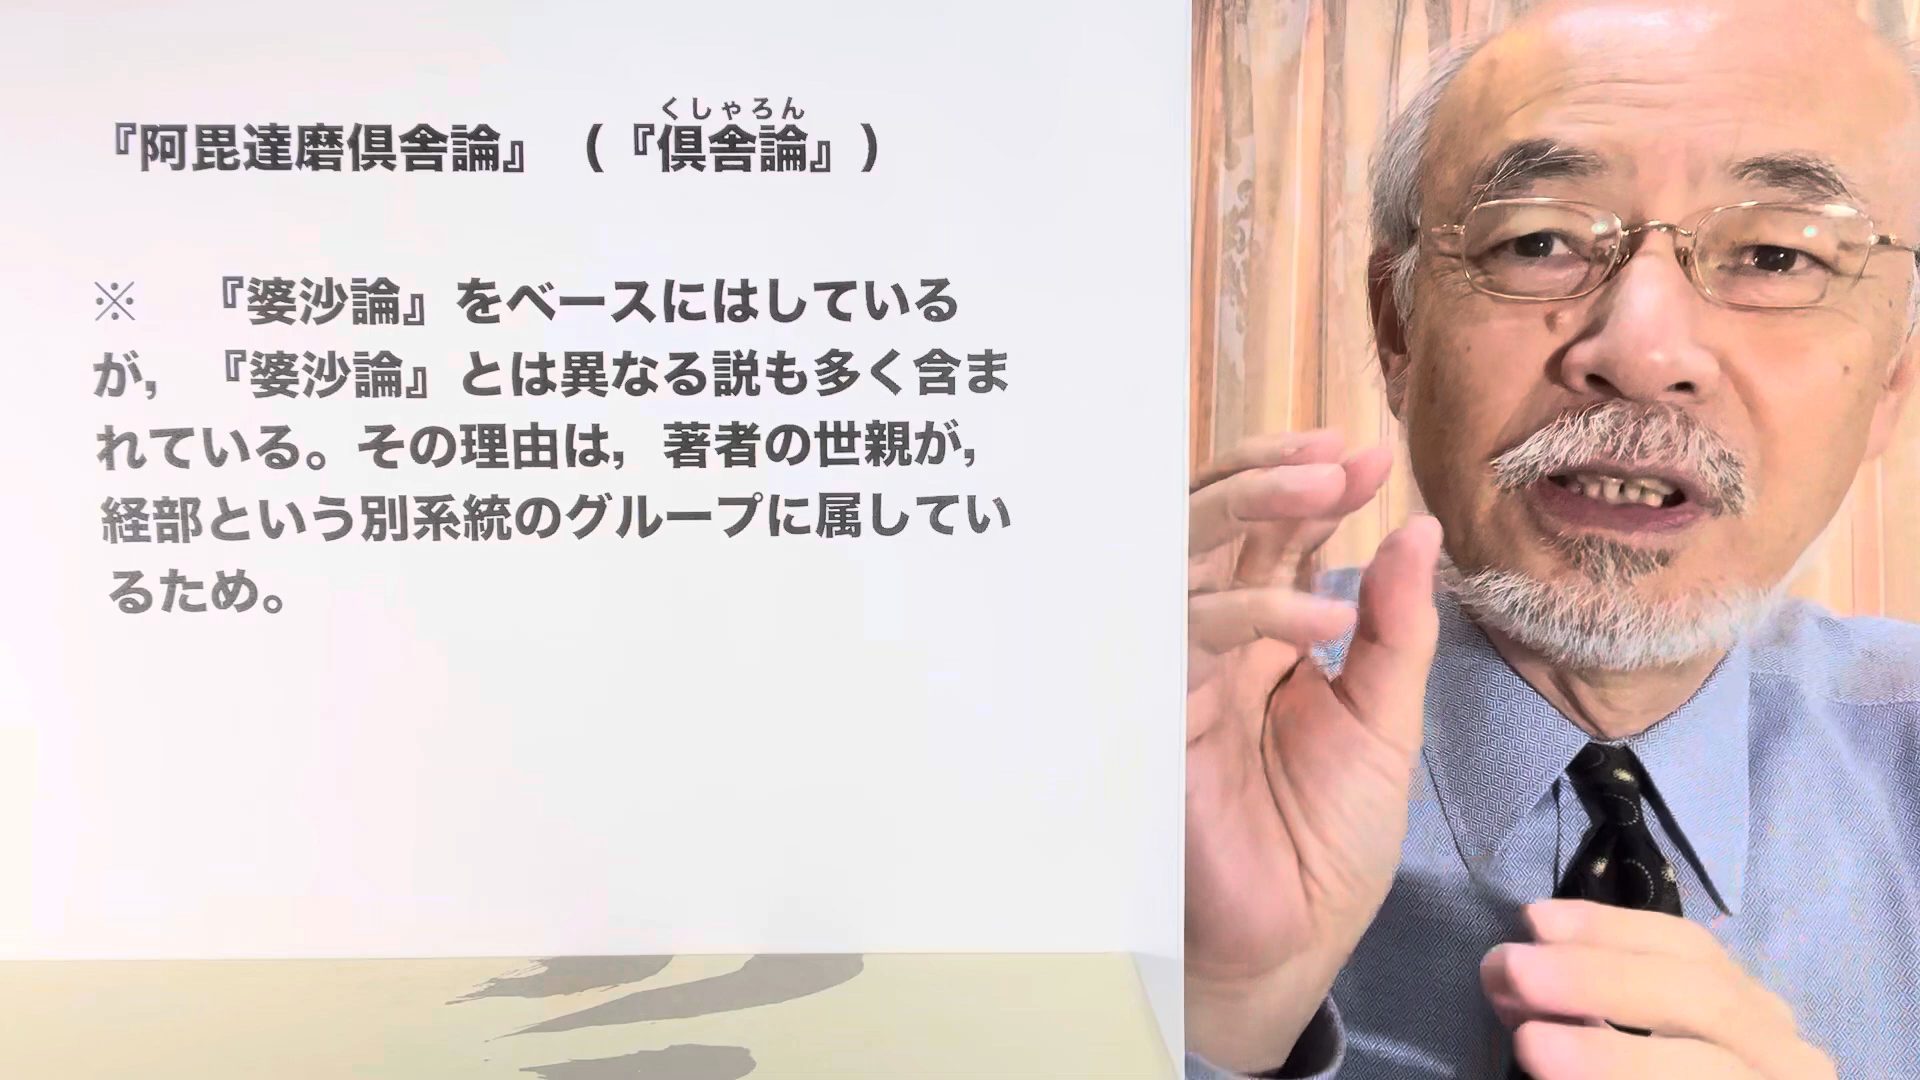 くしゃろん
『阿毘達磨倶舎論』（『倶舎論』）
※　『婆沙論』をベースにはしている
が，『婆沙論』とは異なる説も多く含ま
れている。その理由は，著者の世親が，
経部という別系統のグループに属してい
るため。